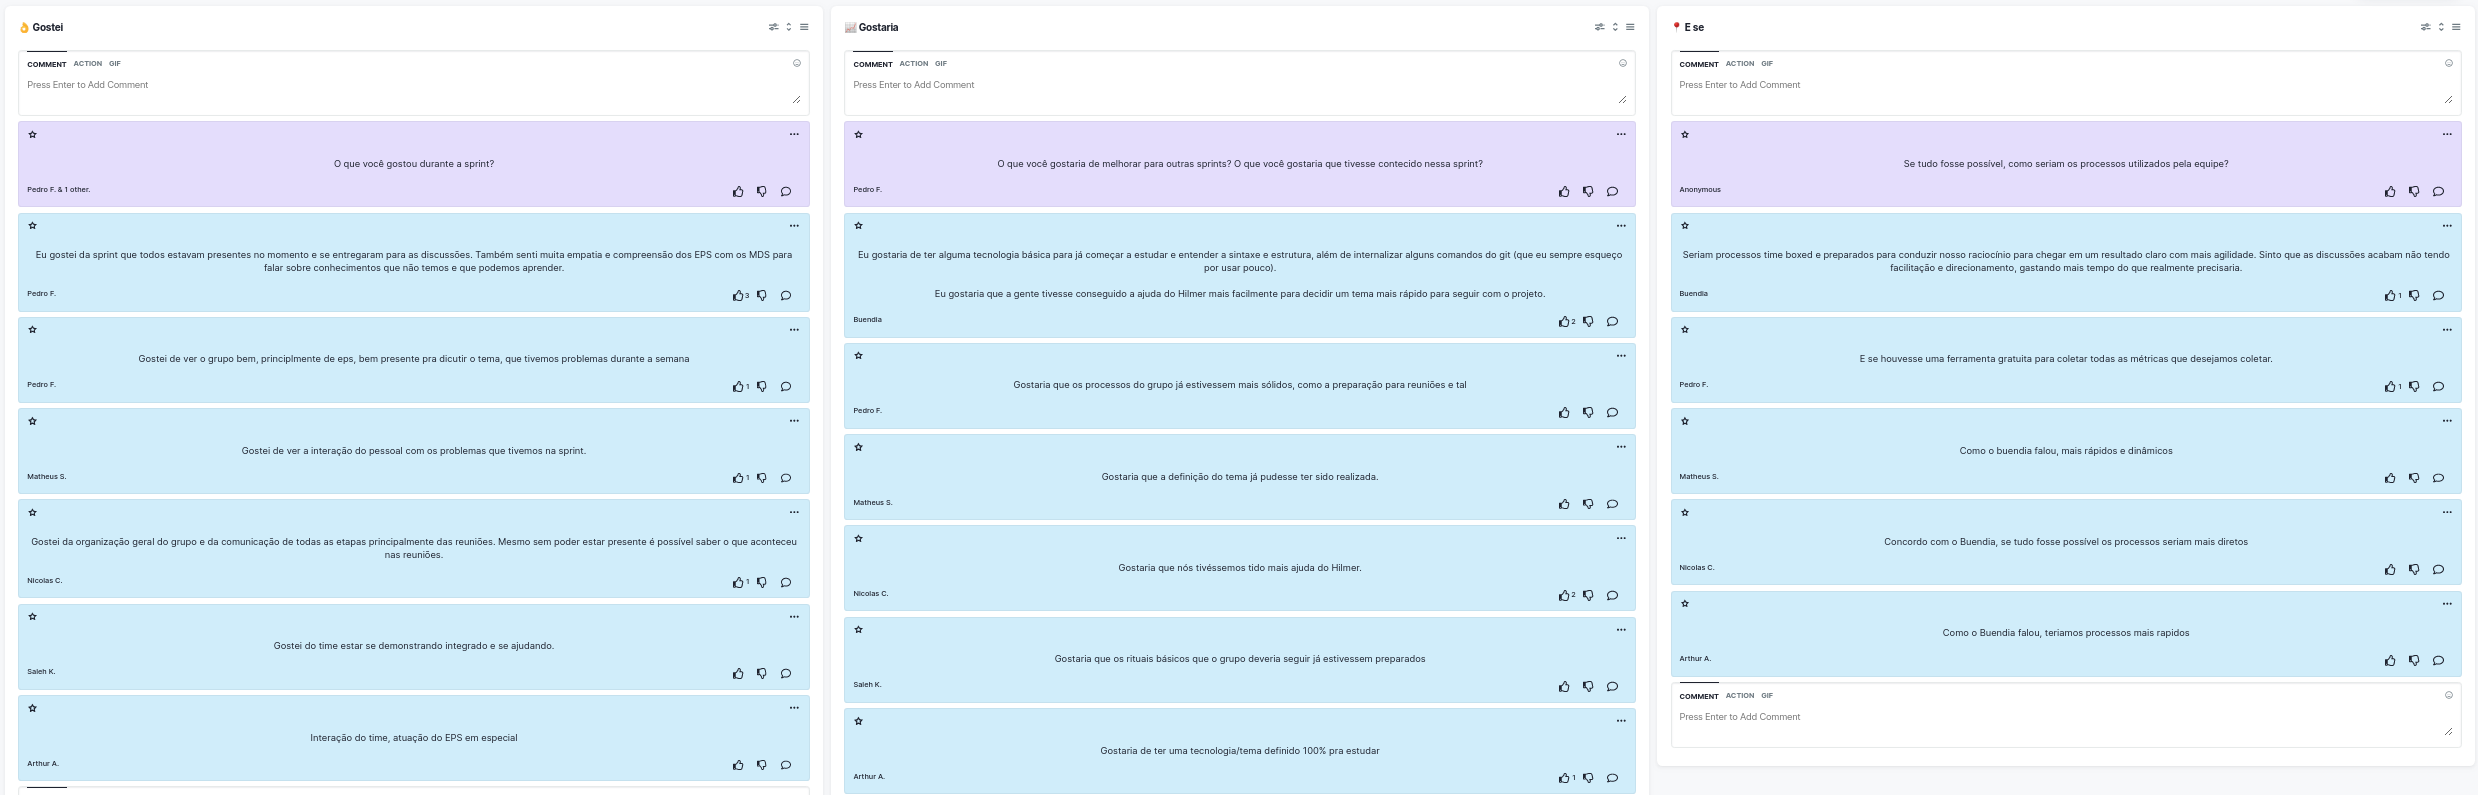 Gostei
COMMENT ACTION GIF
Press Enter to Add Comment
O que você gostou durante a sprint?
Pedro F. & 1 other.
Eu gostei da sprint que todos estavam presentes no momento e se entregaram para as discussões. Também senti muita empatia e compreensão dos EPS com os MDS para
falar sobre conhecimentos que não temos e que podemos aprender.
Pedro F.
3
Gostei de ver o grupo bem, principlmente de eps, bem presente pra dicutir o tema, que tivemos problemas durante a semana
Pedro F.
1
Gostei de ver a interação do pessoal com os problemas que tivemos na sprint.
Matheus S.
1
Gostei da organização geral do grupo e da comunicação de todas as etapas principalmente das reuniões. Mesmo sem poder estar presente é possível saber o que aconteceu
nas reuniões.
Nicolas C.
1
Gostei do time estar se demonstrando integrado e se ajudando.
Saleh K.
Interação do time, atuação do EPS em especial
Arthur A.
Gostaria
COMMENT ACTION GIF
Press Enter to Add Comment
O que você gostaria de melhorar para outras sprints? O que você gostaria que tivesse contecido nessa sprint?
Pedro F.
Eu gostaria de ter alguma tecnologia básica para já começar a estudar e entender a sintaxe e estrutura, além de internalizar alguns comandos do git (que eu sempre esqueço
por usar pouco).
Eu gostaria que a gente tivesse conseguido a ajuda do Hilmer mais facilmente para decidir um tema mais rápido para seguir com o projeto.
Buendia
2
Gostaria que os processos do grupo já estivessem mais sólidos, como a preparação para reuniões e tal
Pedro F.
Gostaria que a definição do tema já pudesse ter sido realizada.
Matheus S.
Gostaria que nós tivéssemos tido mais ajuda do Hilmer.
Nicolas C.
2
Gostaria que os rituais básicos que o grupo deveria seguir já estivessem preparados
Saleh K.
Gostaria de ter uma tecnologia/tema definido 100% pra estudar
Arthur A.
1
E se
COMMENT ACTION GIF
Press Enter to Add Comment
Se tudo fosse possível, como seriam os processos utilizados pela equipe?
Anonymous
Seriam processos time boxed e preparados para conduzir nosso raciocínio para chegar em um resultado claro com mais agilidade. Sinto que as discussões acabam não tendo
facilitação e direcionamento, gastando mais tempo do que realmente precisaria.
Buendia
1
E se houvesse uma ferramenta gratuita para coletar todas as métricas que desejamos coletar.
Pedro F.
1
Como o buendia falou, mais rápidos e dinâmicos
Matheus S.
Concordo com o Buendia, se tudo fosse possível os processos seriam mais diretos
Nicolas C.
Como o Buendia falou, teriamos processos mais rapidos
Arthur A.
COMMENT ACTION GIF
Press Enter to Add Comment